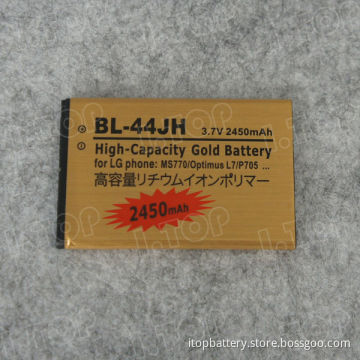 BL-44JH
3.7V 2450mAh
High-Capacity Gold Battery
for LG phone: MS770/Optimus L7/P705 ...
高容量リチウムイオンポリマー
2450mAh
I.TOP
itopbattery.store.bossgoo.com